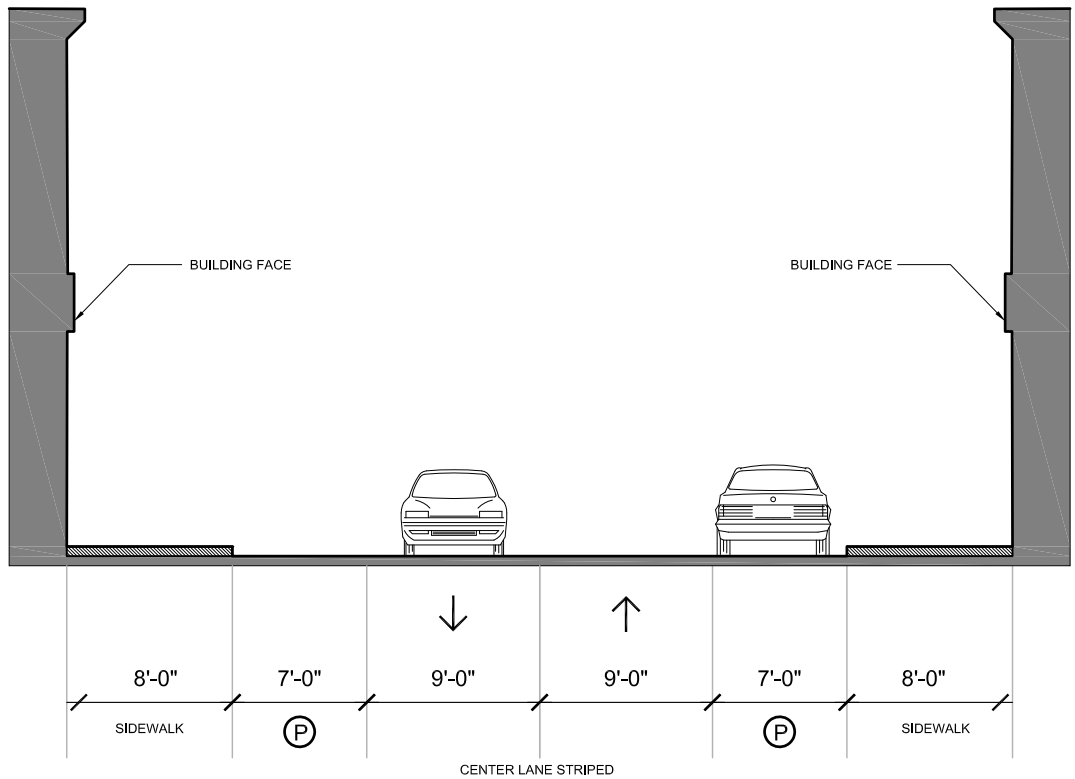 BUILDING FACE BUILDING FACE
8'-0" 7'-0" 9'-0" 9'-0" 7'-0" 8'-0"
SIDEWALK P P SIDEWALK
CENTER LANE STRIPED